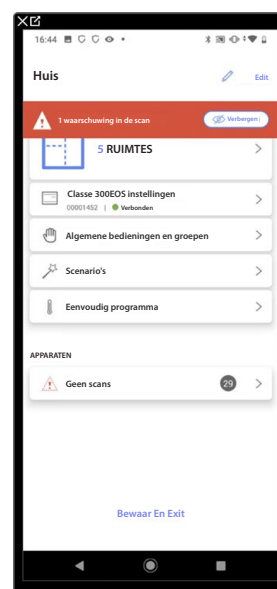 16:44
Huis
Edit
1 waarschuwing in de scan
Verbergen
5 RUIMTES
Classe 300EOS instellingen
00001452 | Verbonden
Algemene bedieningen en groepen
Scenario's
Eenvoudig programma
APPARATEN
Geen scans
29
Bewaar En Exit